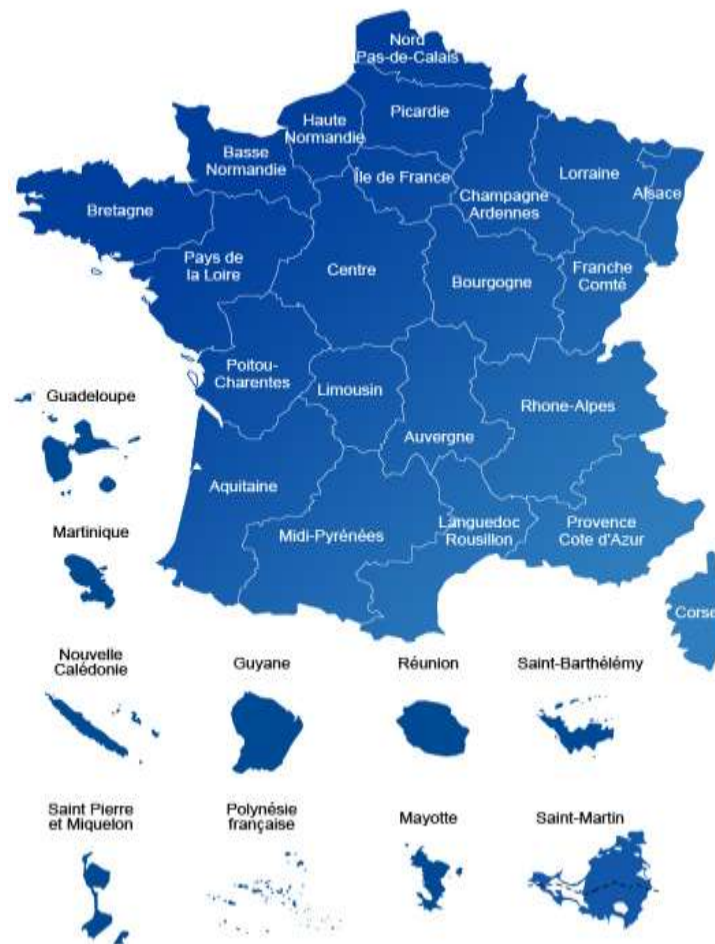 Nord
Pas-de-Calais
Picardie
Haute
Normandie
Basse
Normandie
Île de France
Champagne
Ardennes
Lorraine
Alsace
Bretagne
Pays de
la Loire
Centre
Bourgogne
Franche
Comté
Poitou-
Charentes
Limousin
Auvergne
Rhone-Alpes
Guadeloupe
Aquitaine
Midi-Pyrénées
Languedoc
Rousillon
Provence
Cote d'Azur
Martinique
Corse
Nouvelle
Calédonie
Guyane
Réunion
Saint-Barthélémy
Saint Pierre
et Miquelon
Polynésie
française
Mayotte
Saint-Martin